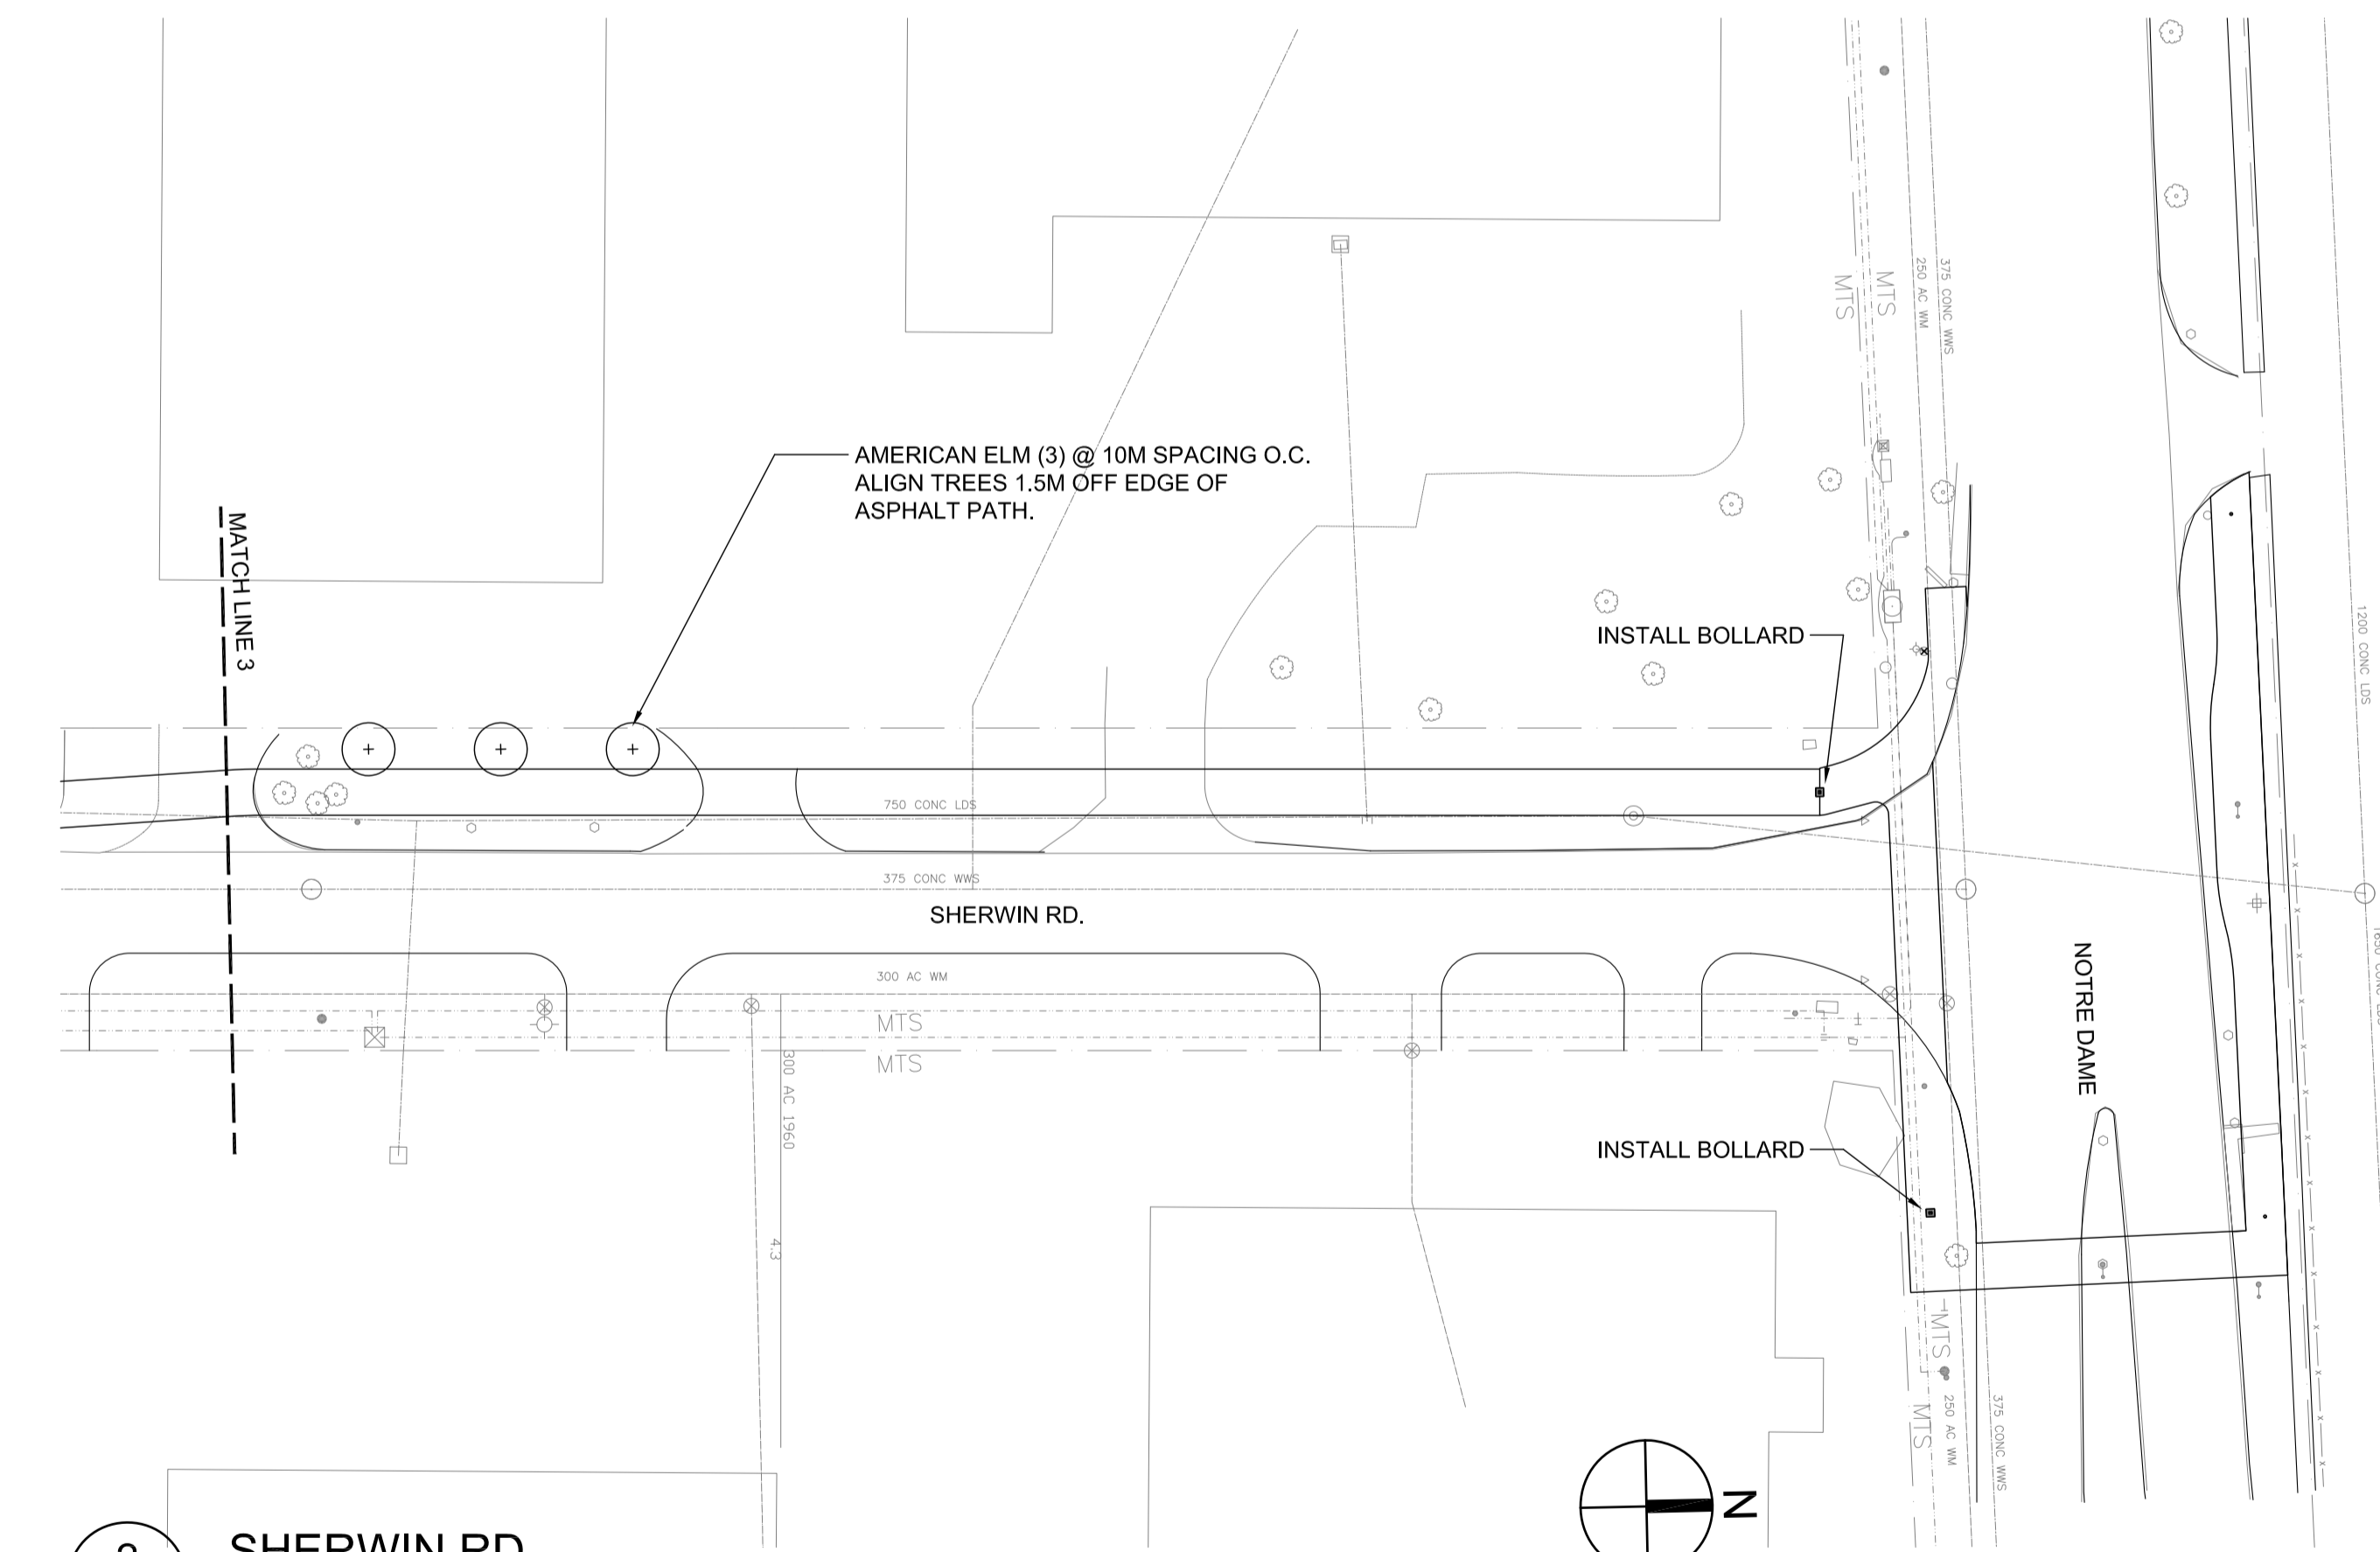 MTS
MTS
250 AC WM
375 CONC WWS
AMERICAN ELM (3) @ 10M SPACING O.C.
ALIGN TREES 1.5M OFF EDGE OF
ASPHALT PATH.
MATCH LINE 3
INSTALL BOLLARD
1200 CONC LDS
750 CONC LDS
375 CONC WWS
SHERWIN RD.
300 AC WM
MTS
MTS
300 AC 1960
4.3
NOTRE DAME
INSTALL BOLLARD
MTS
MTS
250 AC WM
375 CONC WWS
N
SHERWIN RD